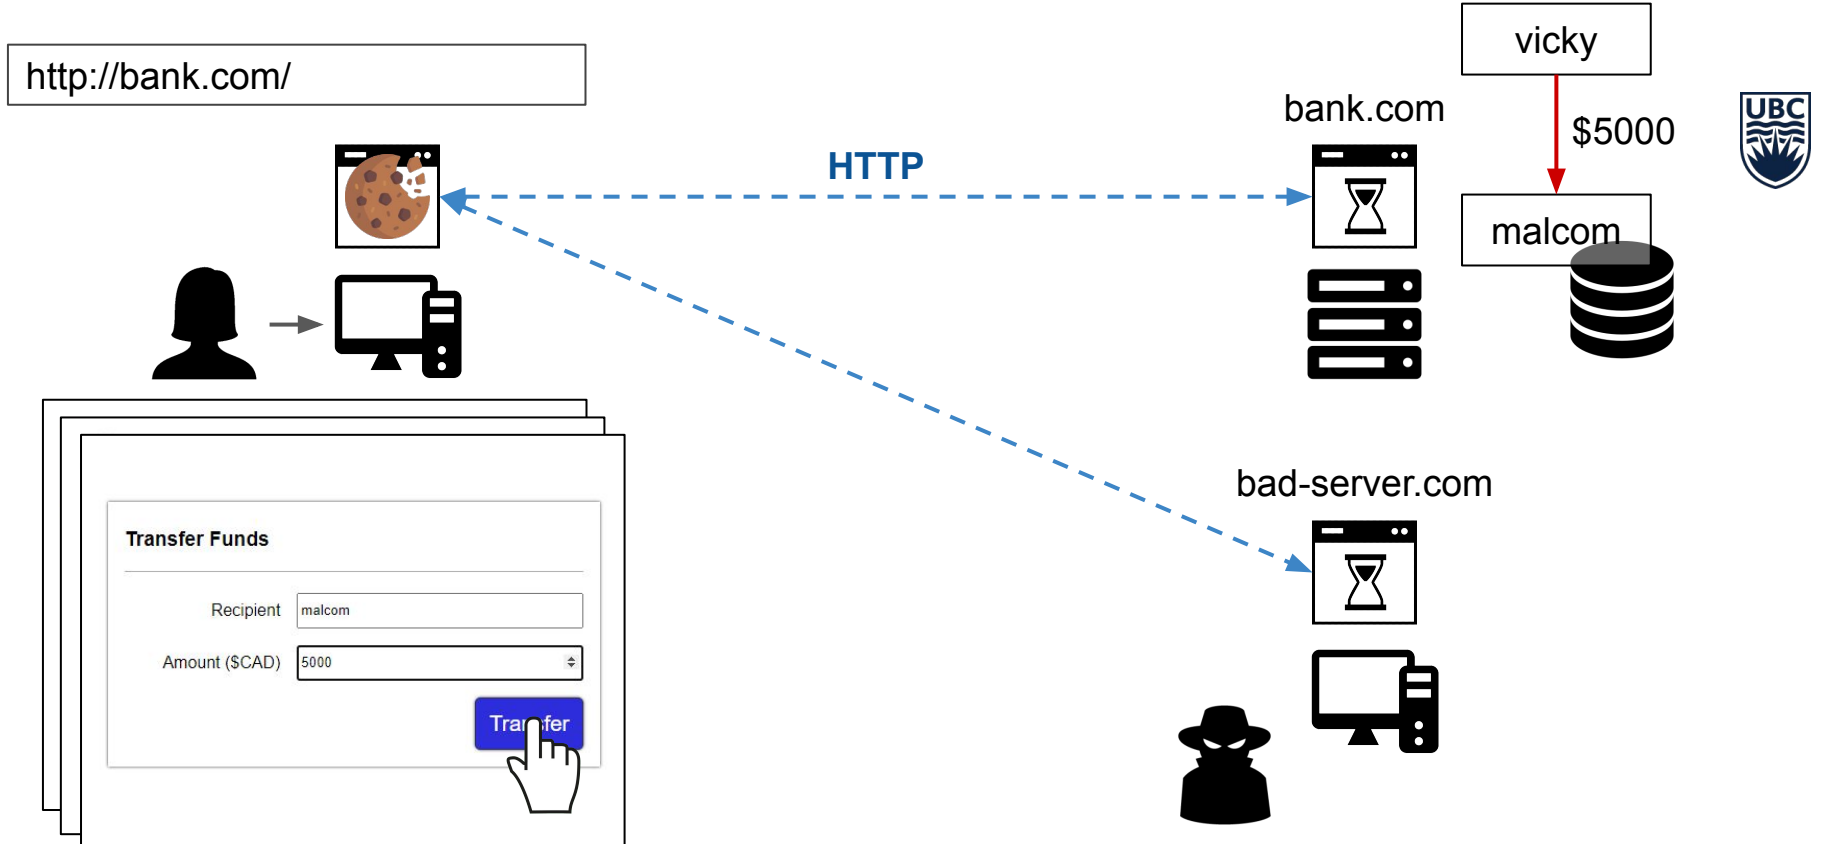 http://bank.com/
HTTP
bank.com
vicky
$5000
malcom
UBC
bad-server.com
Transfer Funds
Recipient
malcom
Amount ($CAD)
5000
Transfer